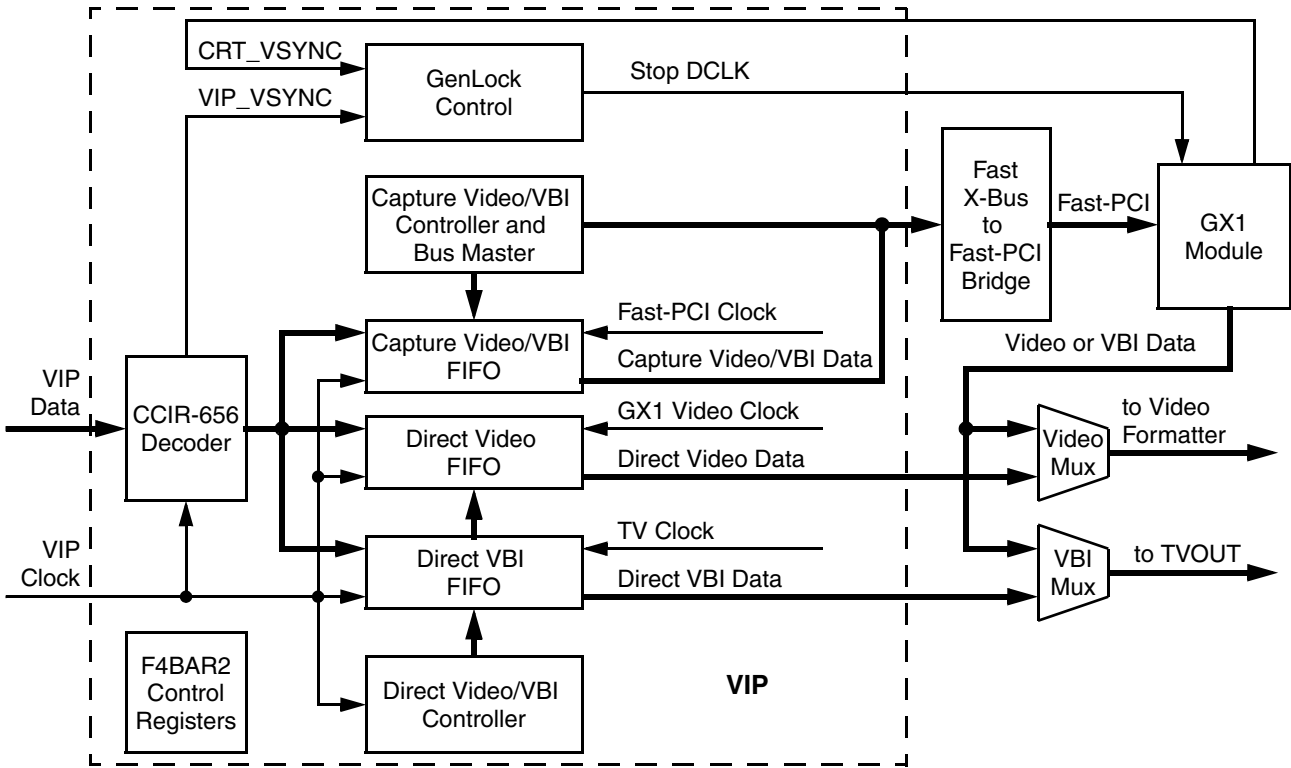 CRT_VSYNC
VIP_VSYNC
GenLock
Control
Stop DCLK
Capture Video/VBI
Controller and
Bus Master
Fast
X-Bus
to
Fast-PCI
Bridge
Fast-PCI
GX1
Module
Fast-PCI Clock
Capture Video/VBI
FIFO
Capture Video/VBI Data
Video or VBI Data
VIP
Data
CCIR-656
Decoder
GX1 Video Clock
Direct Video
FIFO
Direct Video Data
Video
Mux
to Video
Formatter
VIP
Clock
TV Clock
Direct VBI
FIFO
Direct VBI Data
VBI
Mux
to TVOUT
F4BAR2
Control
Registers
Direct Video/VBI
Controller
VIP